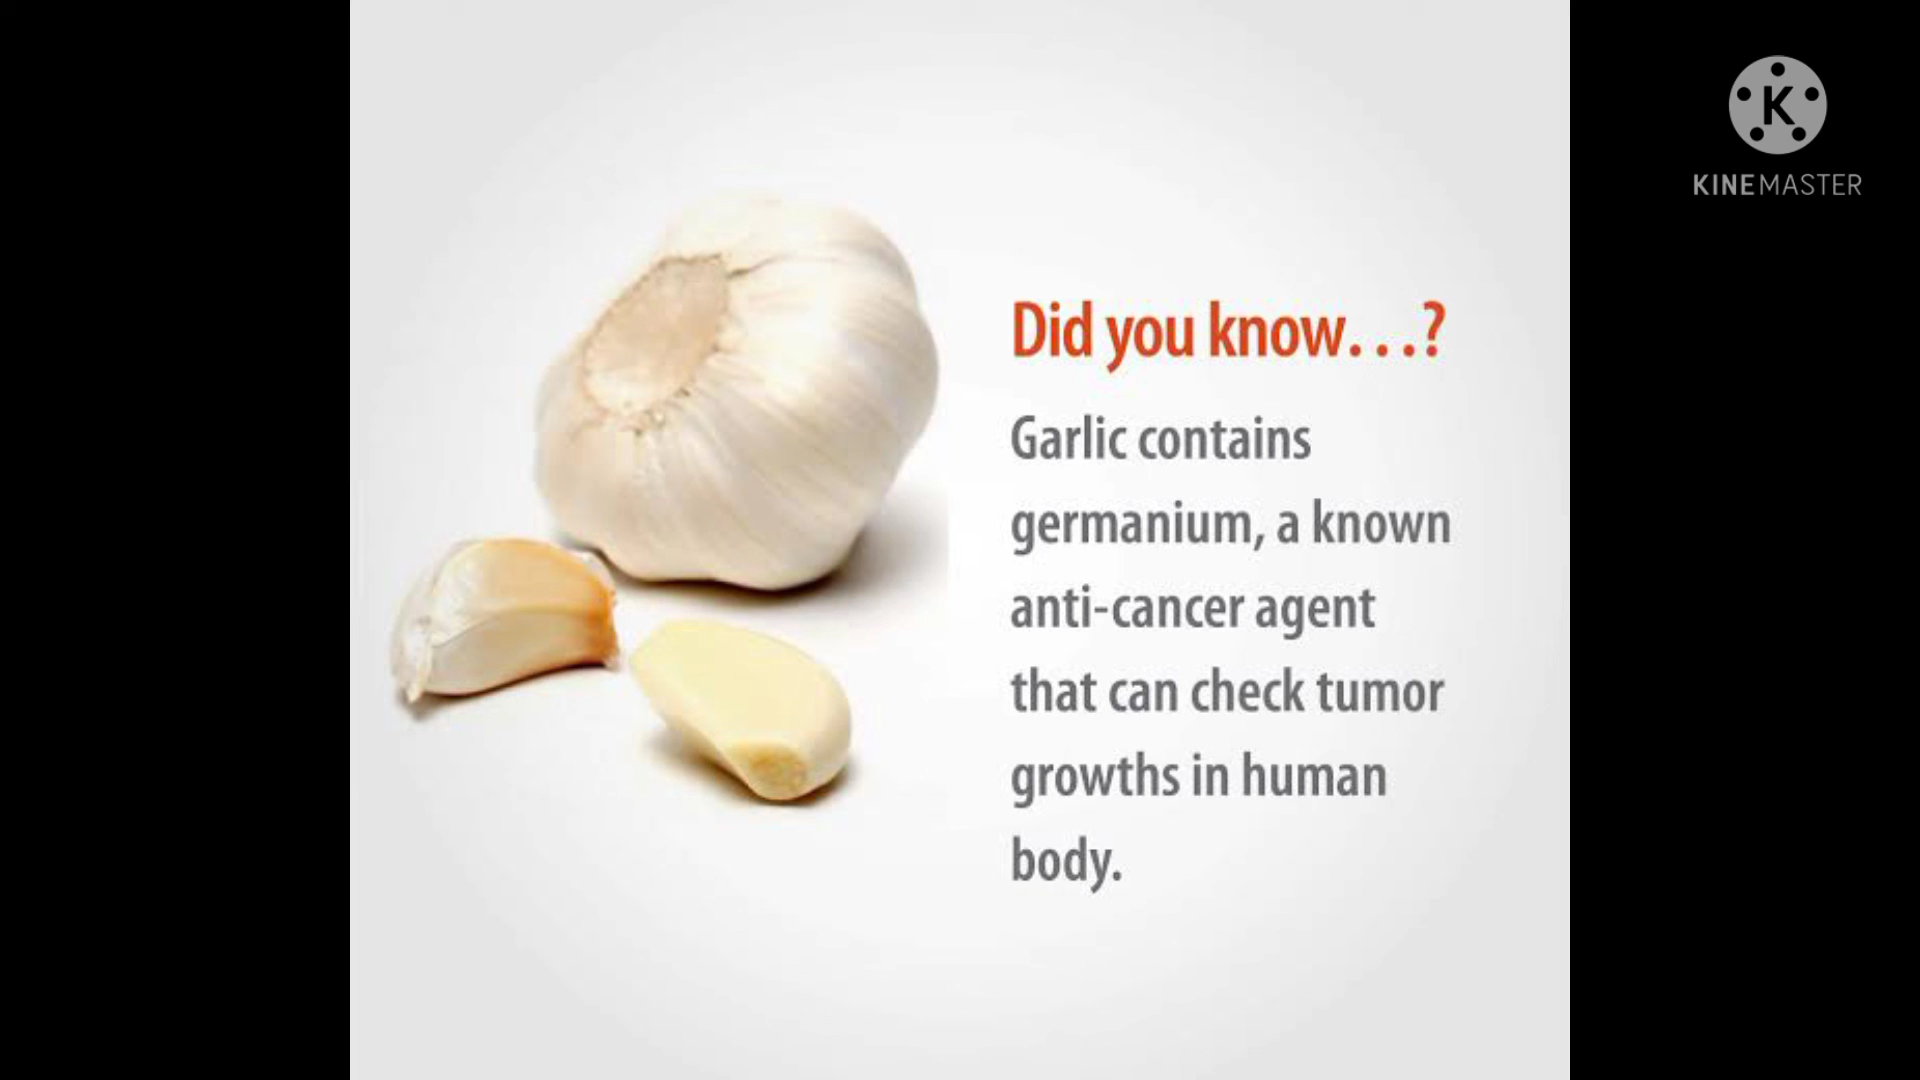 Did you know...?
Garlic contains
germanium, a known
anti-cancer agent
that can check tumor
growths in human
body.
K
KINEMASTER